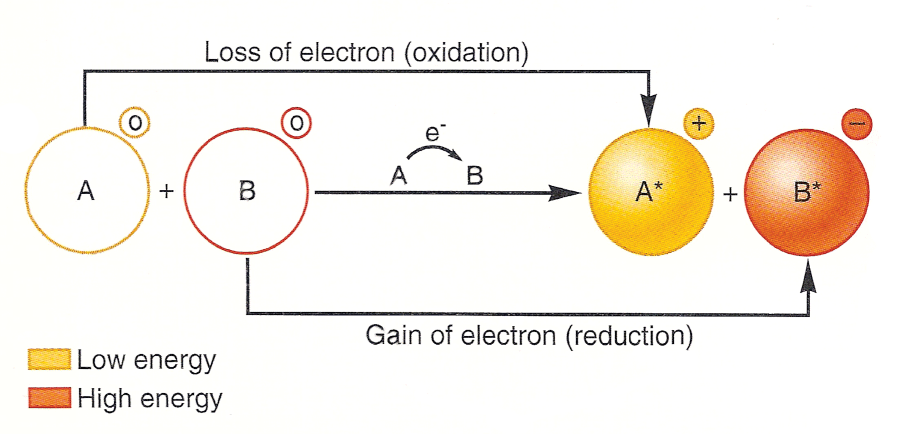 Loss of electron (oxidation)
o o + −
e-
A + B A B A* + B*
Gain of electron (reduction)
Low energy
High energy